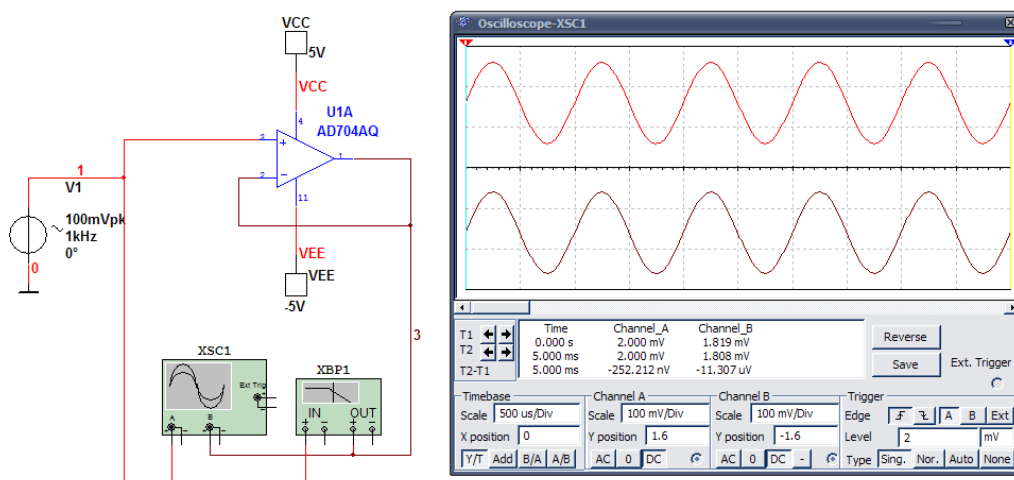 VCC
5V
VCC
4
U1A
AD704AQ
3
1
2
11
1
V1
100mVpk
1kHz
0°
0
VEE
VEE
-5V
3
XSC1
Ext Trig
A
B
XBP1
IN
OUT
Oscilloscope-XSC1
Time Channel_A Channel_B
T1 0.000 s 2.000 mV 1.819 mV
T2 5.000 ms 2.000 mV 1.808 mV
T2-T1 5.000 ms -252.212 nV -11.307 uV
Reverse
Save
Ext. Trigger
Timebase Channel A Channel B Trigger
Scale 500 us/Div Scale 100 mV/Div Scale 100 mV/Div Edge A B Ext
X position 0 Y position 1.6 Y position -1.6 Level 2 mV
Y/T Add B/A A/B AC 0 DC AC 0 DC - Type Sing. Nor. Auto None